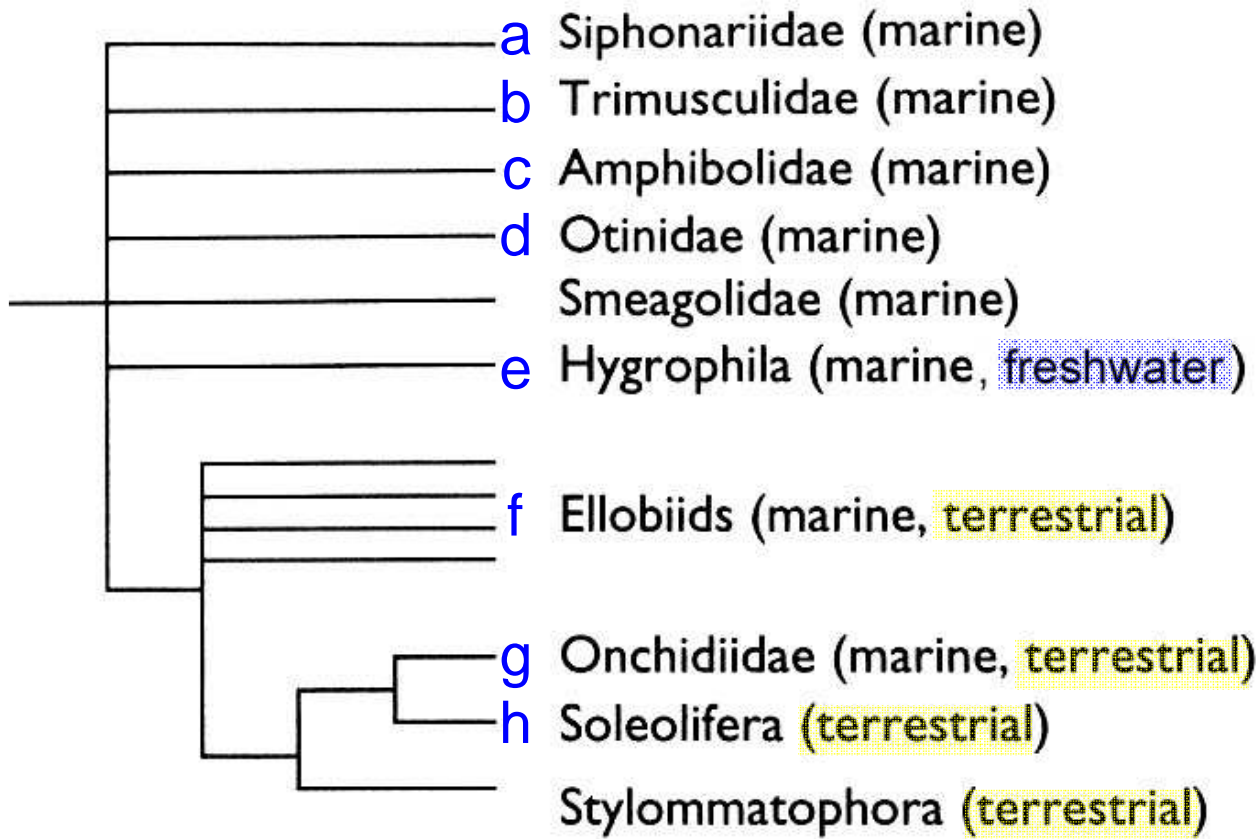 a Siphonariidae (marine)
b Trimusculidae (marine)
c Amphibolidae (marine)
d Otinidae (marine)
Smeagolidae (marine)
e Hygrophila (marine, freshwater)
f Ellobiids (marine, terrestrial)
g Onchidiidae (marine, terrestrial)
h Soleolifera (terrestrial)
Stylommatophora (terrestrial)